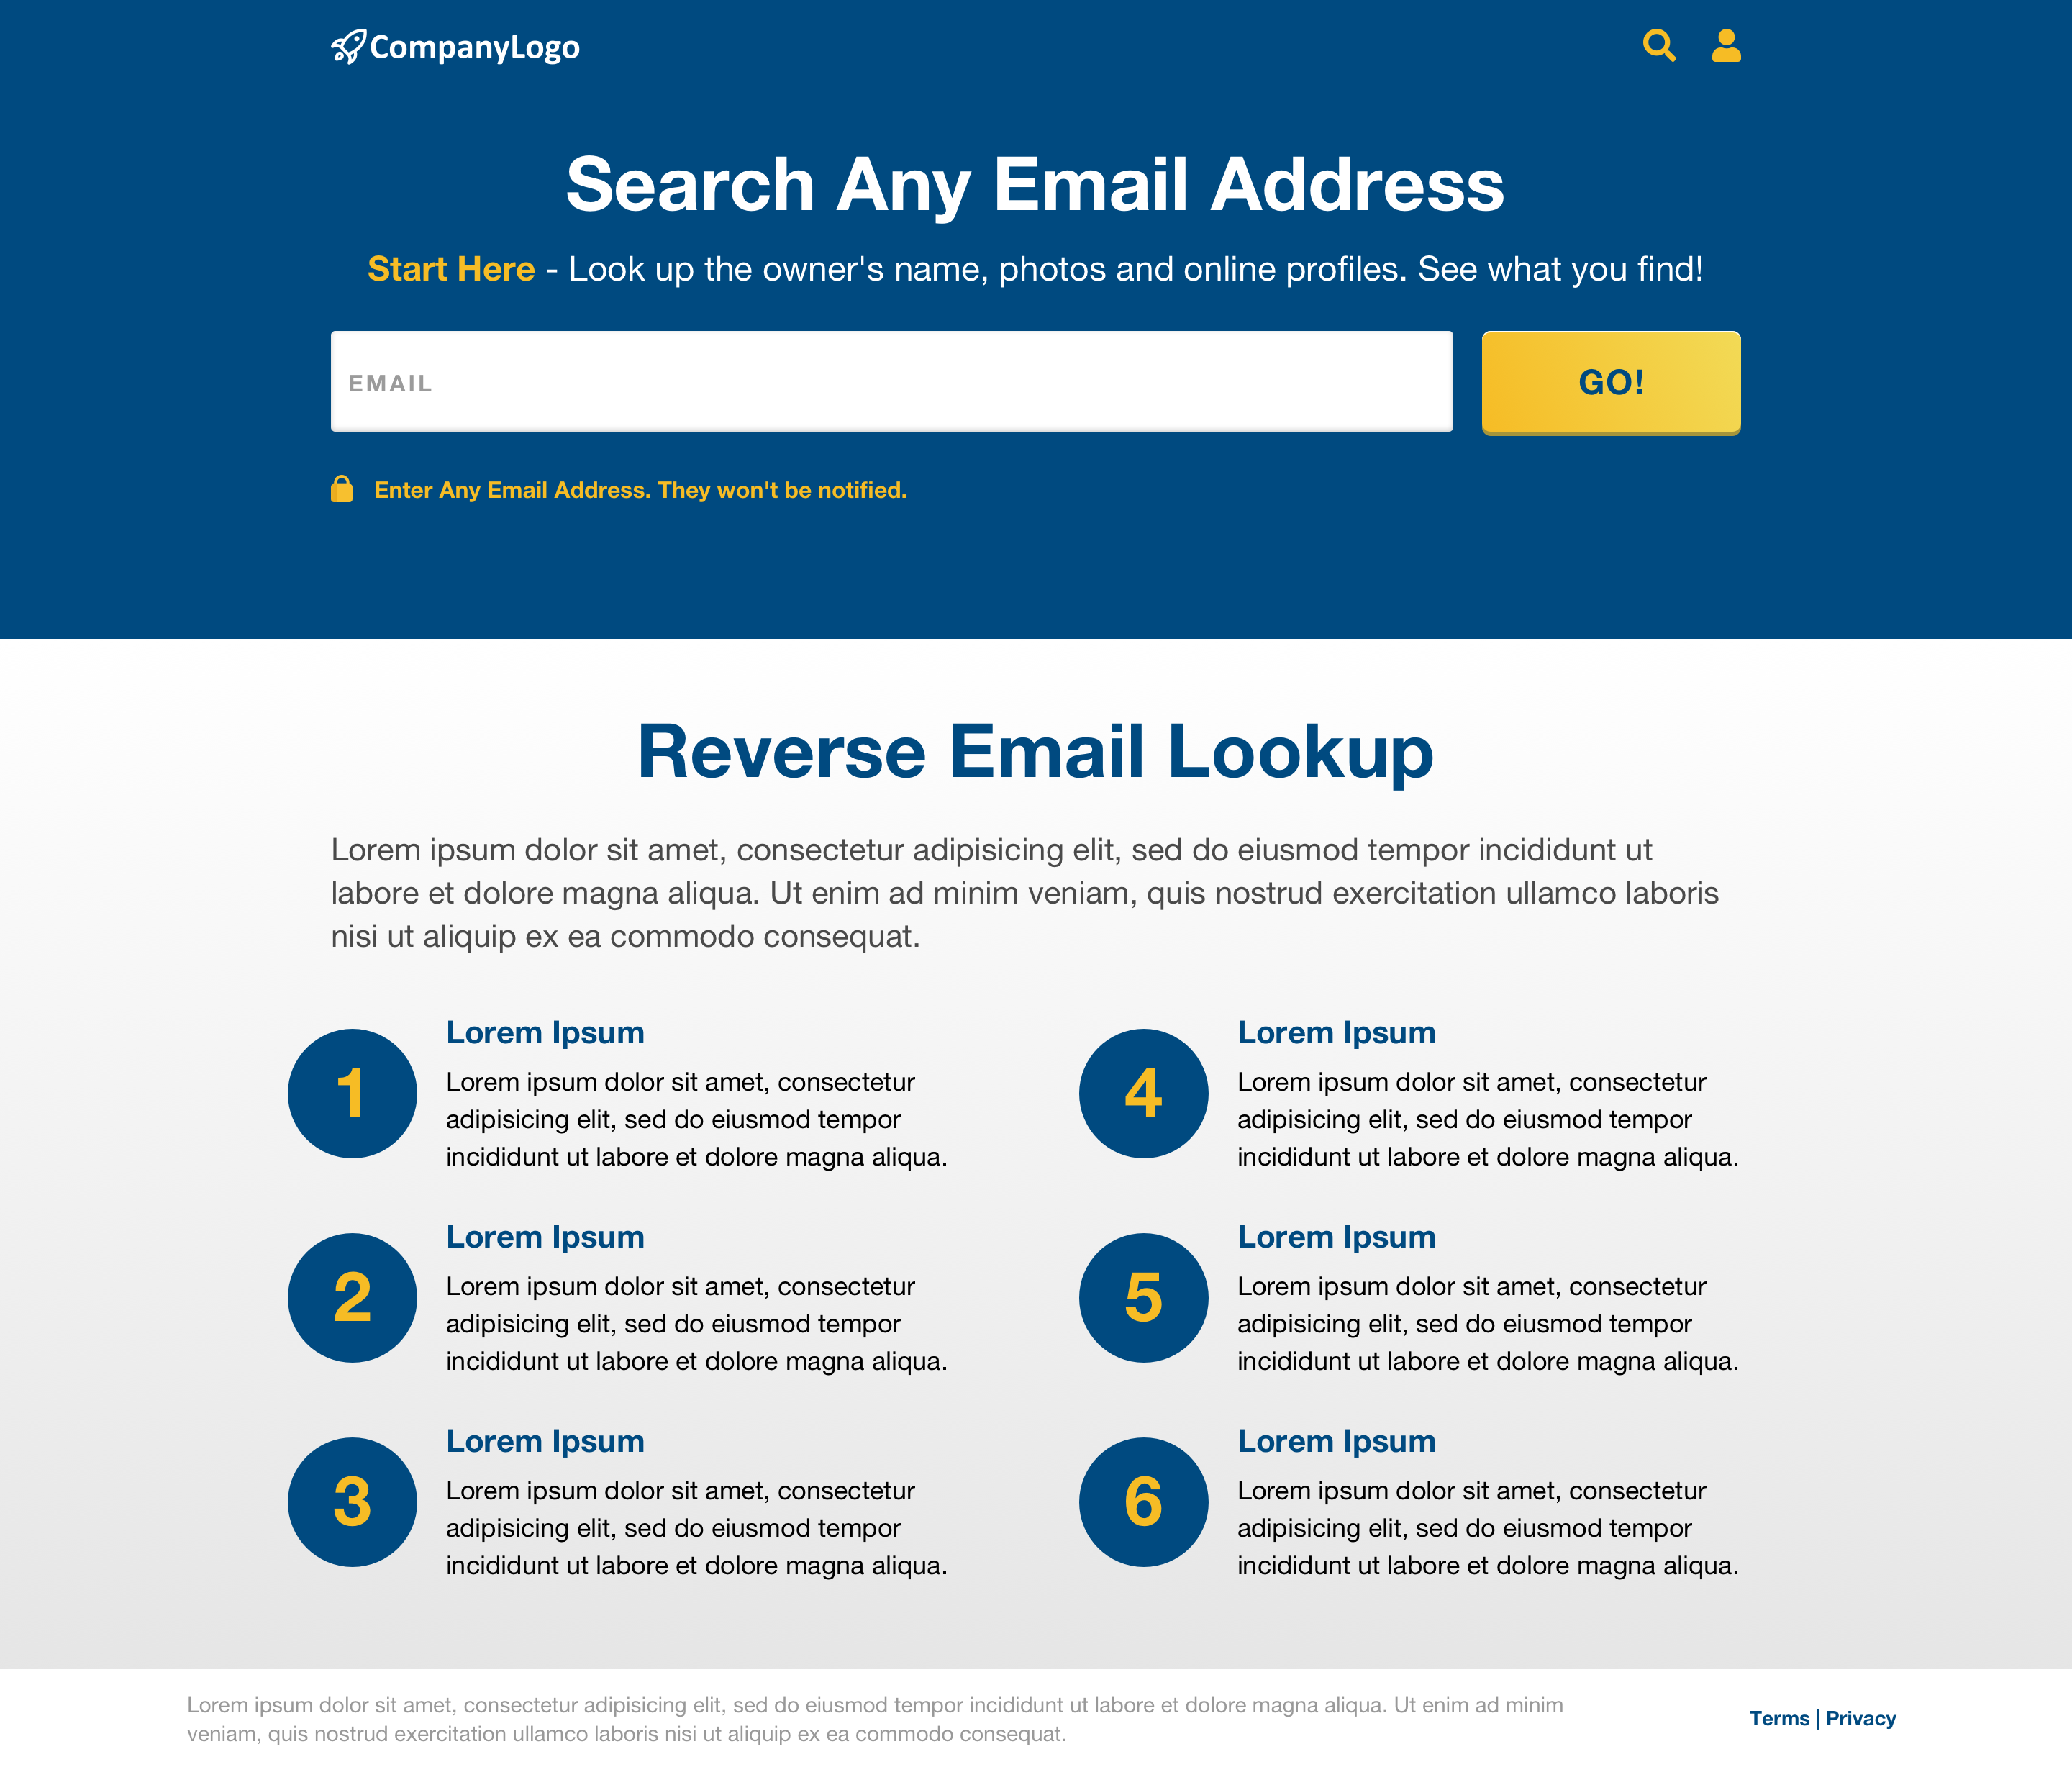 CompanyLogo
Search Any Email Address
Start Here - Look up the owner's name, photos and online profiles. See what you find!
EMAIL
GO!
Enter Any Email Address. They won't be notified.
Reverse Email Lookup
Lorem ipsum dolor sit amet, consectetur adipisicing elit, sed do eiusmod tempor incididunt ut
labore et dolore magna aliqua. Ut enim ad minim veniam, quis nostrud exercitation ullamco laboris
nisi ut aliquip ex ea commodo consequat.
1
Lorem Ipsum
Lorem ipsum dolor sit amet, consectetur
adipisicing elit, sed do eiusmod tempor
incididunt ut labore et dolore magna aliqua.
2
Lorem Ipsum
Lorem ipsum dolor sit amet, consectetur
adipisicing elit, sed do eiusmod tempor
incididunt ut labore et dolore magna aliqua.
3
Lorem Ipsum
Lorem ipsum dolor sit amet, consectetur
adipisicing elit, sed do eiusmod tempor
incididunt ut labore et dolore magna aliqua.
4
Lorem Ipsum
Lorem ipsum dolor sit amet, consectetur
adipisicing elit, sed do eiusmod tempor
incididunt ut labore et dolore magna aliqua.
5
Lorem Ipsum
Lorem ipsum dolor sit amet, consectetur
adipisicing elit, sed do eiusmod tempor
incididunt ut labore et dolore magna aliqua.
6
Lorem Ipsum
Lorem ipsum dolor sit amet, consectetur
adipisicing elit, sed do eiusmod tempor
incididunt ut labore et dolore magna aliqua.
Lorem ipsum dolor sit amet, consectetur adipisicing elit, sed do eiusmod tempor incididunt ut labore et dolore magna aliqua. Ut enim ad minim
veniam, quis nostrud exercitation ullamco laboris nisi ut aliquip ex ea commodo consequat.
Terms | Privacy